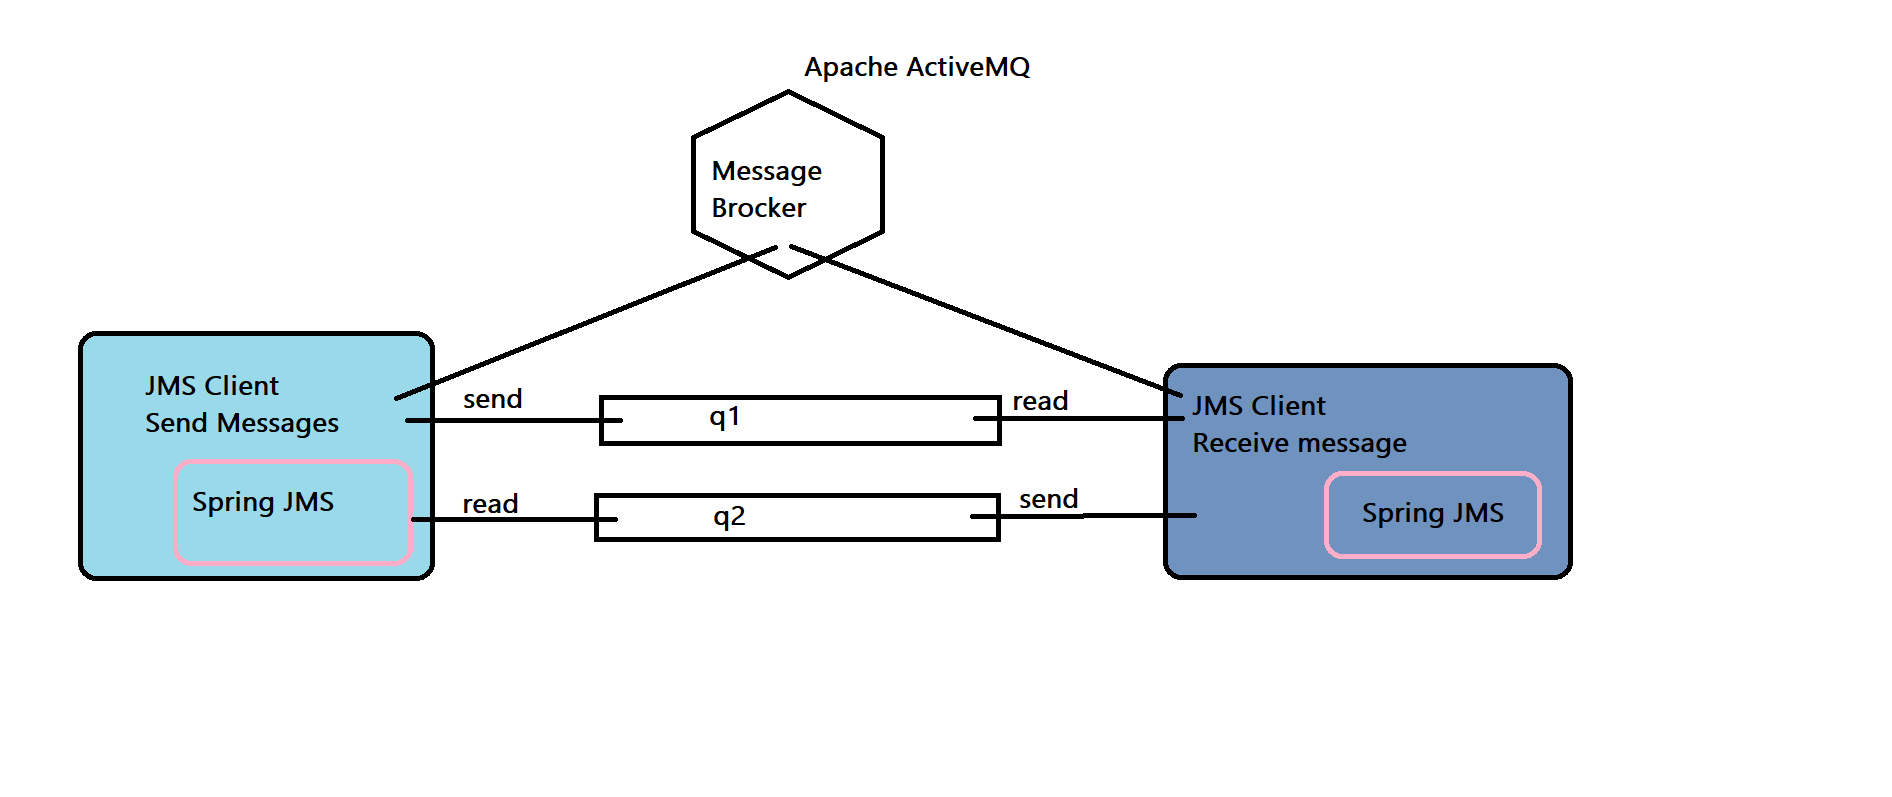 Apache ActiveMQ
Message
Brocker
JMS Client
Send Messages
Spring JMS
send
q1
read
read
q2
send
JMS Client
Receive message
Spring JMS